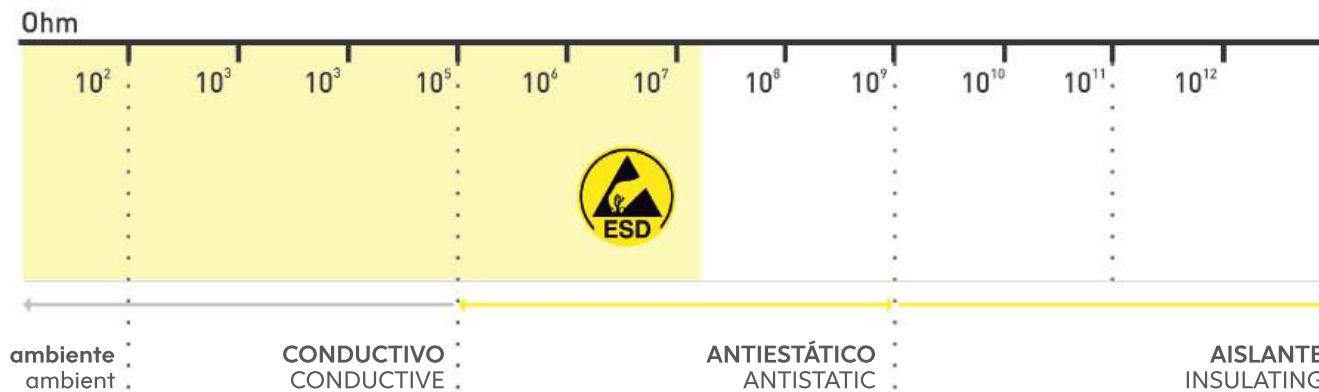 Ohm
10² 10³ 10³ 10⁵ 10⁶ 10⁷ 10⁸ 10⁹ 10¹⁰ 10¹¹ 10¹²
ESD
ambiente CONDUCTIVO ANTIESTÁTICO AISLANTE
ambient CONDUCTIVE ANTISTATIC INSULATING